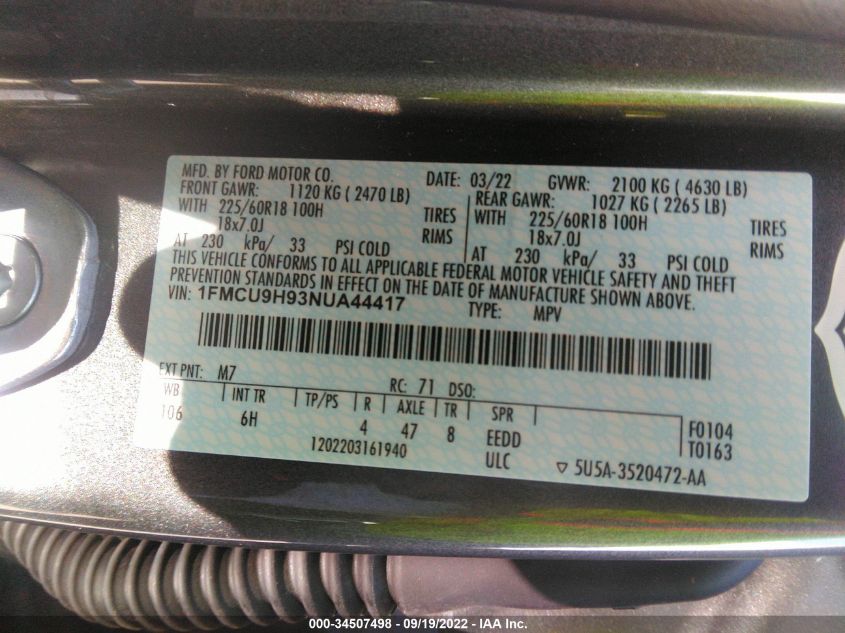 MFD. BY FORD MOTOR CO. DATE: 03/22 GVWR: 2100 KG ( 4630 LB)
FRONT GAWR: 1120 KG ( 2470 LB) REAR GAWR: 1027 KG ( 2265 LB)
WITH 225/60R18 100H TIRES WITH 225/60R18 100H TIRES
18x7.0J RIMS 18x7.0J RIMS
AT 230 kPa/ 33 PSI COLD AT 230 kPa/ 33 PSI COLD
THIS VEHICLE CONFORMS TO ALL APPLICABLE FEDERAL MOTOR VEHICLE SAFETY AND THEFT
PREVENTION STANDARDS IN EFFECT ON THE DATE OF MANUFACTURE SHOWN ABOVE.
VIN: 1FMCU9H93NUA44417 TYPE: MPV
EXT PNT: M7 RC: 71 DSO:
WB INT TR TP/PS R AXLE TR SPR
106 6H 4 47 8 EEDD F0104
1202203161940 ULC T0163
5U5A-3520472-AA
000-34507498 - 09/19/2022 - IAA Inc.